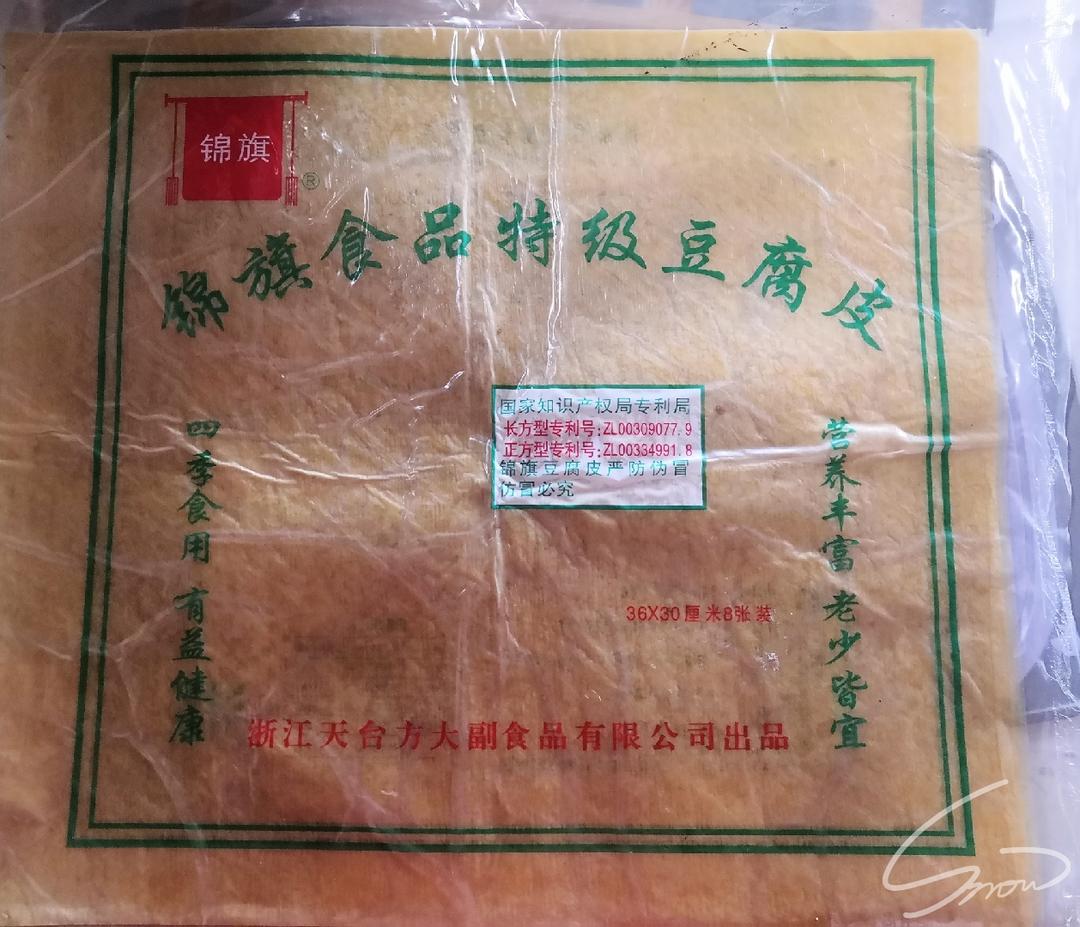 锦旗
®
锦旗食品特级豆腐皮
国家知识产权局专利局
长方型专利号:ZL00309077.9
正方型专利号:ZL00334991.8
锦旗豆腐皮严防伪冒
仿冒必究
营养丰富 老少皆宜
四季食用 有益健康
36X30厘米8张装
浙江天台方大副食品有限公司出品
Snow